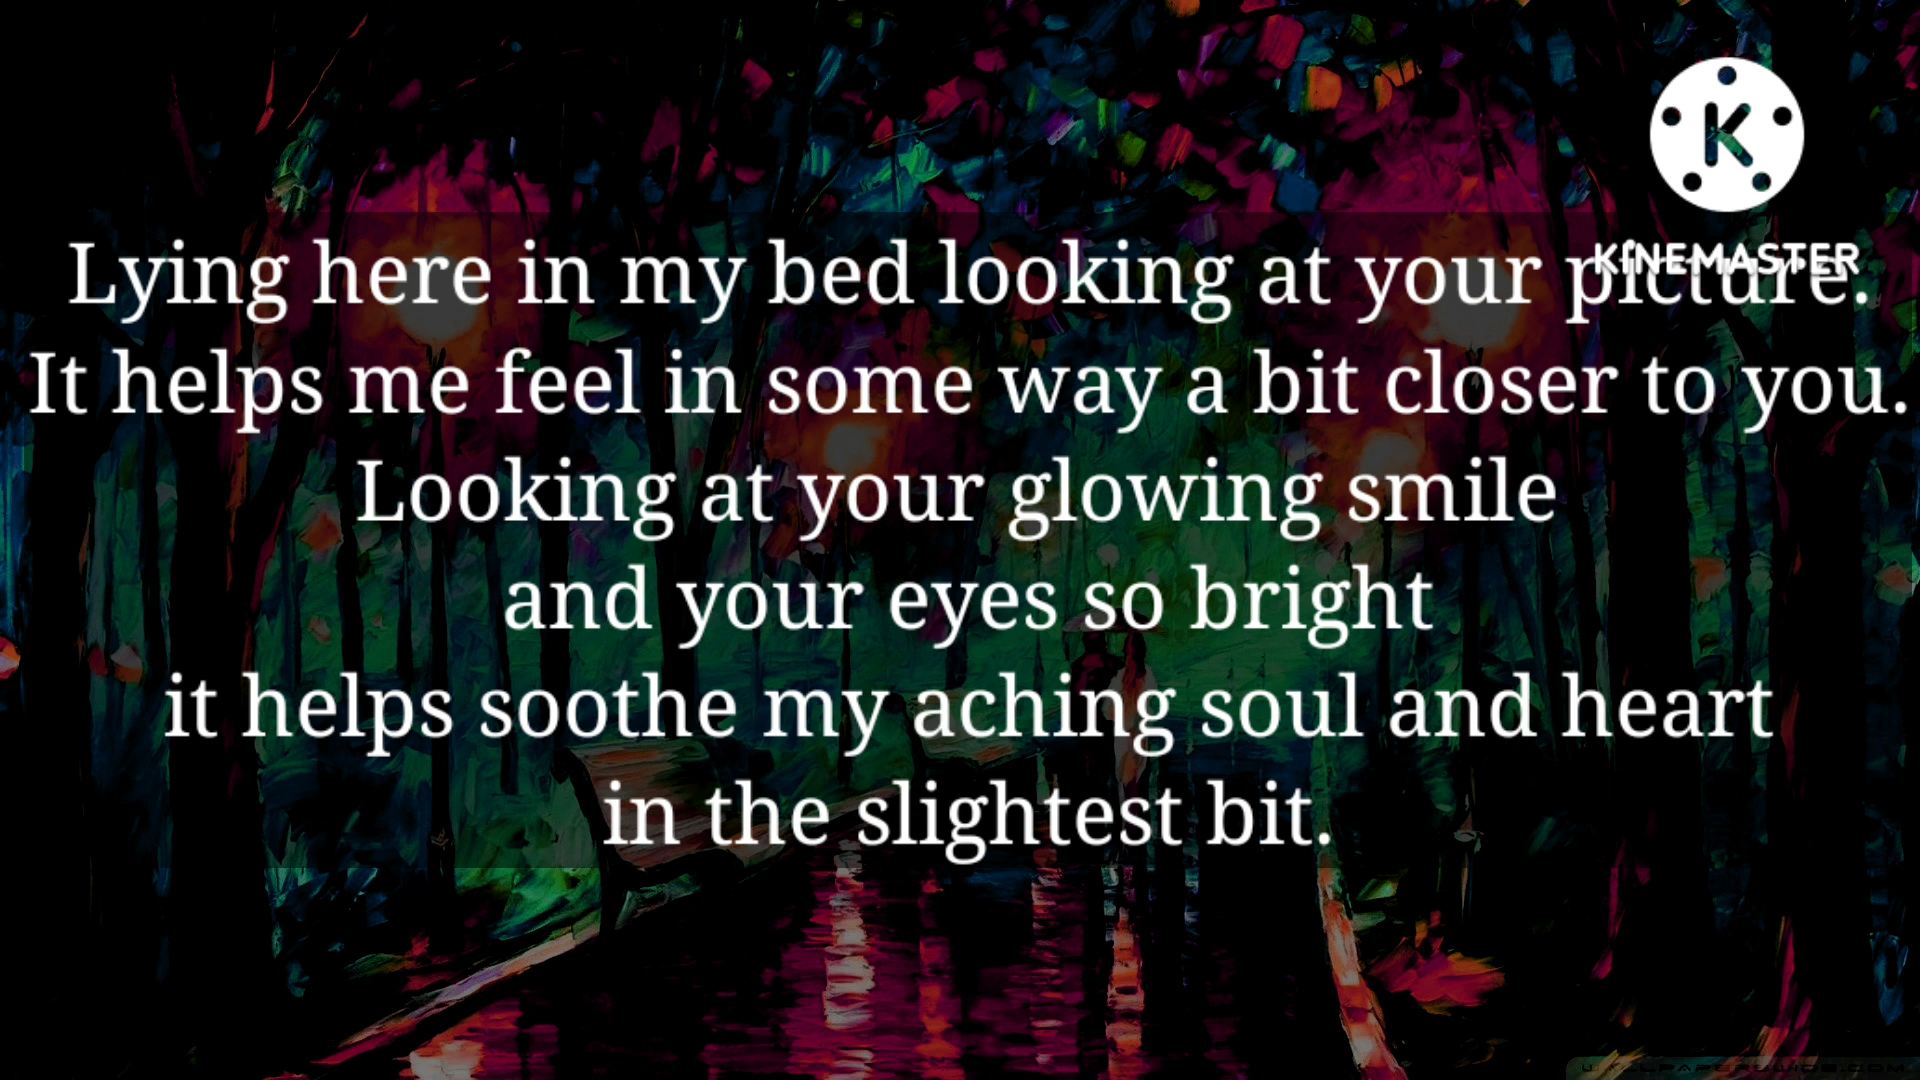 KINEMASTER
Lying here in my bed looking at your picture.
It helps me feel in some way a bit closer to you.
Looking at your glowing smile
and your eyes so bright
it helps soothe my aching soul and heart
in the slightest bit.
WALLPAPERSWIDE.COM